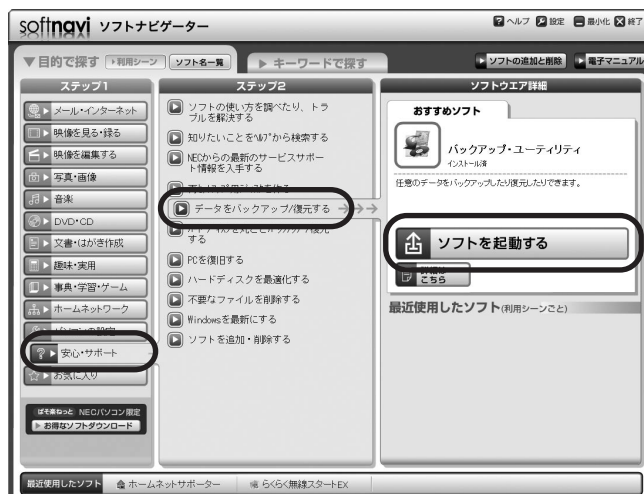 softnavi ソフトナビゲーター
? ヘルプ 設定 最小化 × 終了
▼目的で探す ▶利用シーン ソフト名一覧
▶ キーワードで探す
▶ ソフトの追加と削除 ▶ 電子マニュアル
ステップ1
メール・インターネット
映像を見る・録る
映像を編集する
写真・画像
音楽
DVD・CD
文書・はがき作成
趣味・実用
事典・学習・ゲーム
ホームネットワーク
パソコンの設定
安心・サポート
お気に入り
ぱそ楽ねっと NECパソコン限定
▶ お得なソフトダウンロード
ステップ2
ソフトの使い方を調べたり、トラ
ブルを解決する
知りたいことをヘルプから検索する
NECからの最新のサービスサポー
ト情報を入手する
データをバックアップ/復元する
する
PCを復旧する
ハードディスクを最適化する
不要なファイルを削除する
Windowsを最新にする
ソフトを追加・削除する
ソフトウエア詳細
おすすめソフト
バックアップ・ユーティリティ
インストール済
任意のデータをバックアップしたり復元したりできます。
ソフトを起動する
詳細は
こちら
最近使用したソフト(利用シーンごと)
最近使用したソフト ホームネットサポーター らくらく無線スタートEX